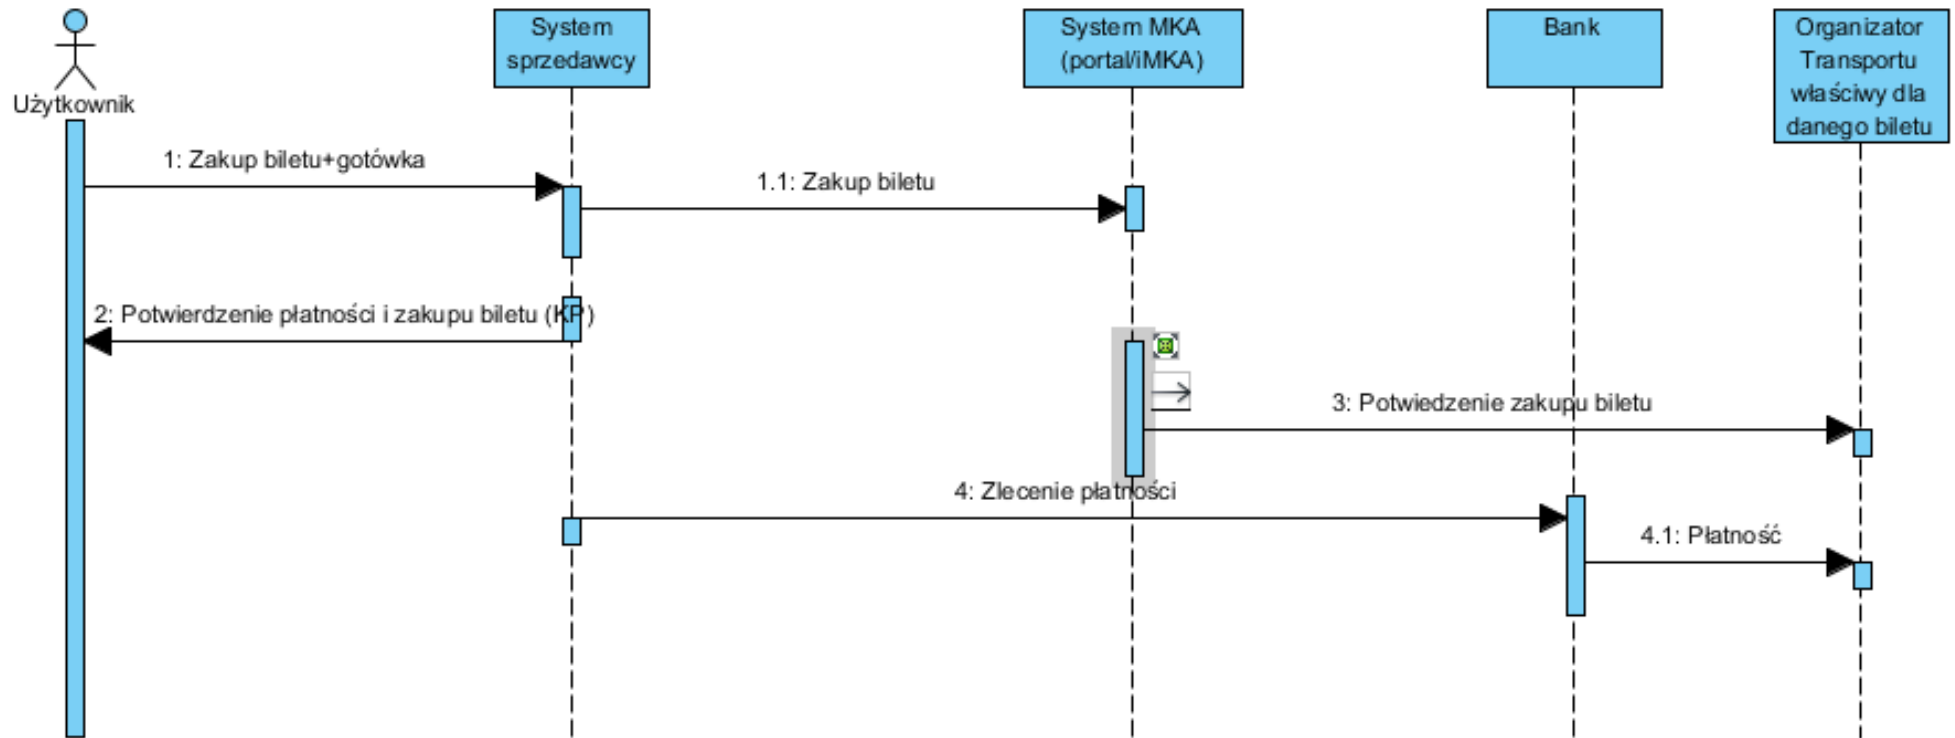 Użytkownik
System
sprzedawcy
System MKA
(portal/iMKA)
Bank
Organizator
Transportu
właściwy dla
danego biletu
1: Zakup biletu+gotówka
1.1: Zakup biletu
2: Potwierdzenie płatności i zakupu biletu (KP)
3: Potwiedzenie zakupu biletu
4: Zlecenie płatności
4.1: Płatność